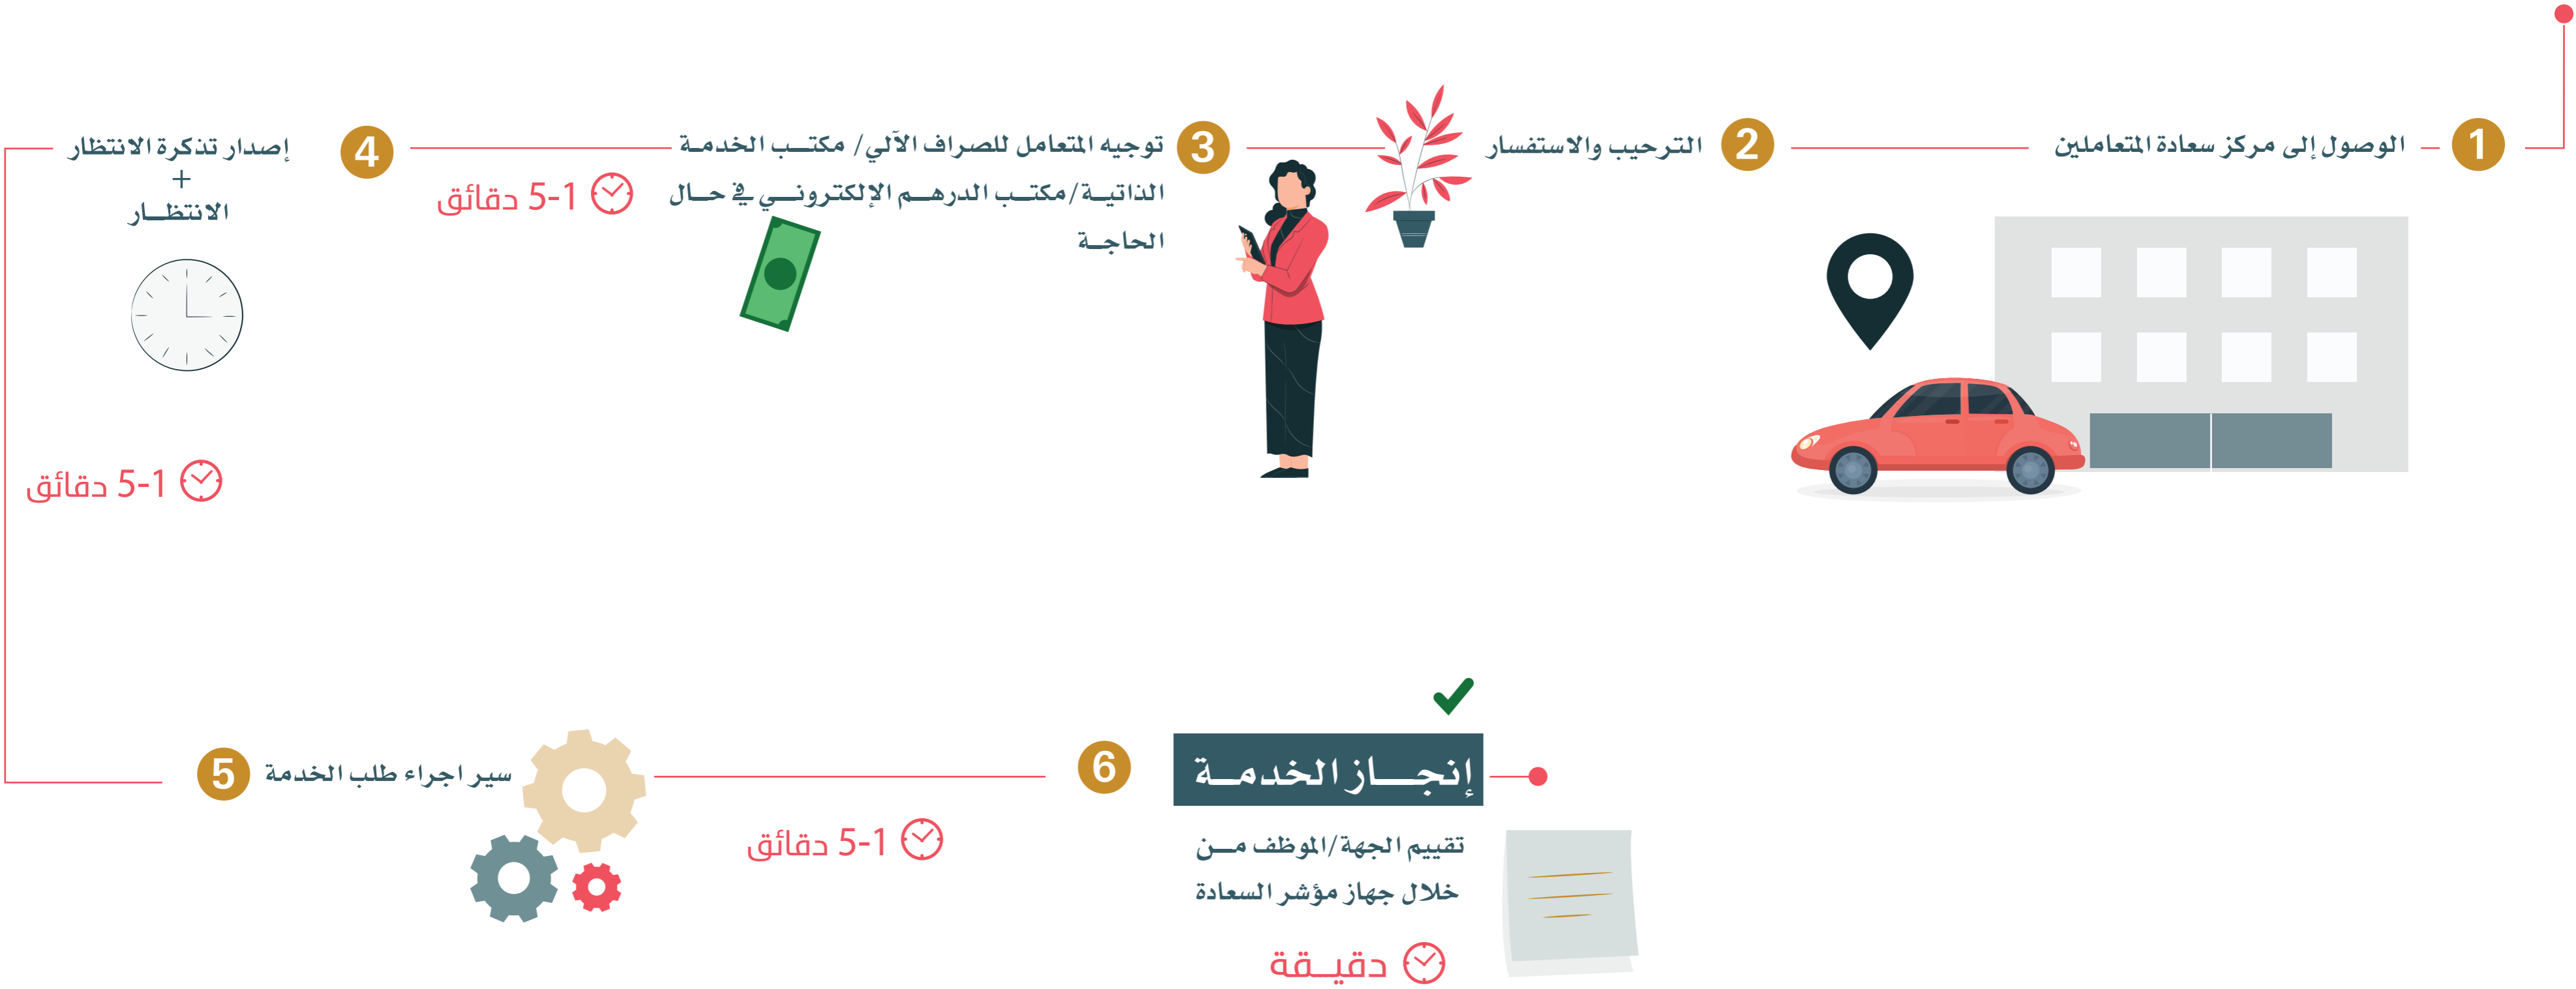 1
الوصول إلى مركز سعادة المتعاملين
2
الترحيب والاستفسار
3
توجيه المتعامل للصراف الآلي/ مكتب الخدمة
الذاتية/مكتب الدرهم الإلكتروني في حال
الحاجة
5-1 دقائق
4
إصدار تذكرة الانتظار
+
الانتظار
5-1 دقائق
5
سير اجراء طلب الخدمة
5-1 دقائق
6
إنجاز الخدمة
تقييم الجهة/الموظف من
خلال جهاز مؤشر السعادة
دقيقة